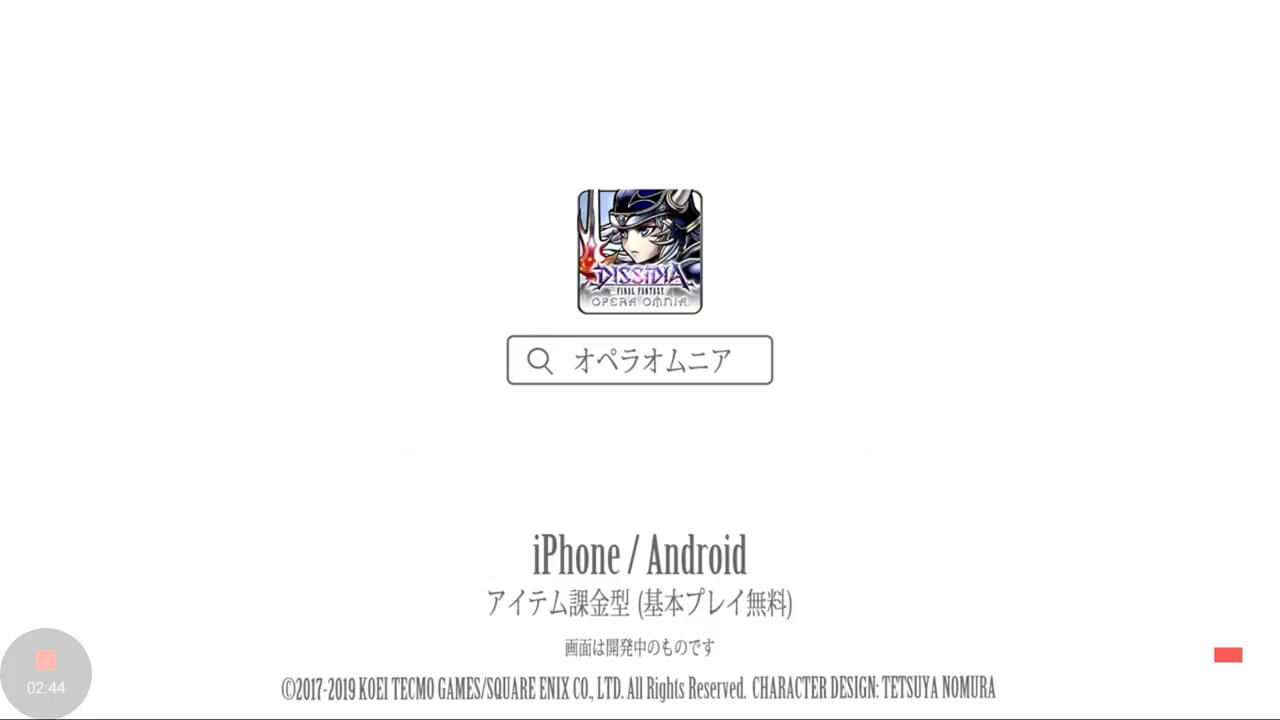 DISSIDIA
FINAL FANTASY
OPERA OMNIA
オペラオムニア
iPhone / Android
アイテム課金型 (基本プレイ無料)
画面は開発中のものです
©2017-2019 KOEI TECMO GAMES/SQUARE ENIX CO., LTD. All Rights Reserved. CHARACTER DESIGN: TETSUYA NOMURA
02:44